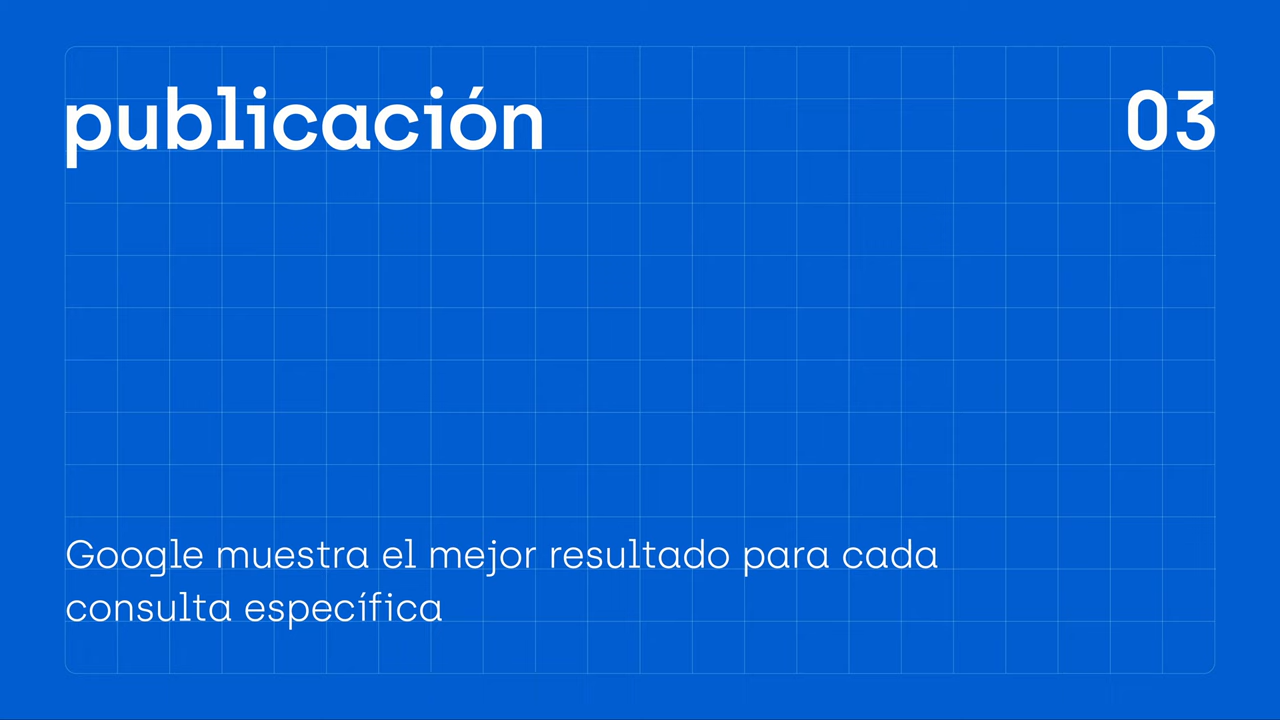 publicación
03
Google muestra el mejor resultado para cada
consulta específica